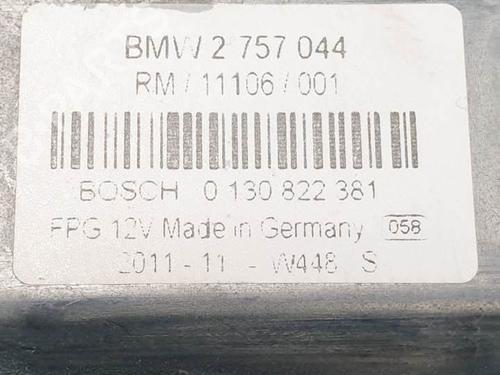 BMW 2 757 044
RM / 11106 / 001
BOSCH 0 130 822 381
FPG 12V Made in Germany 058
2011 - 11 - W448 S